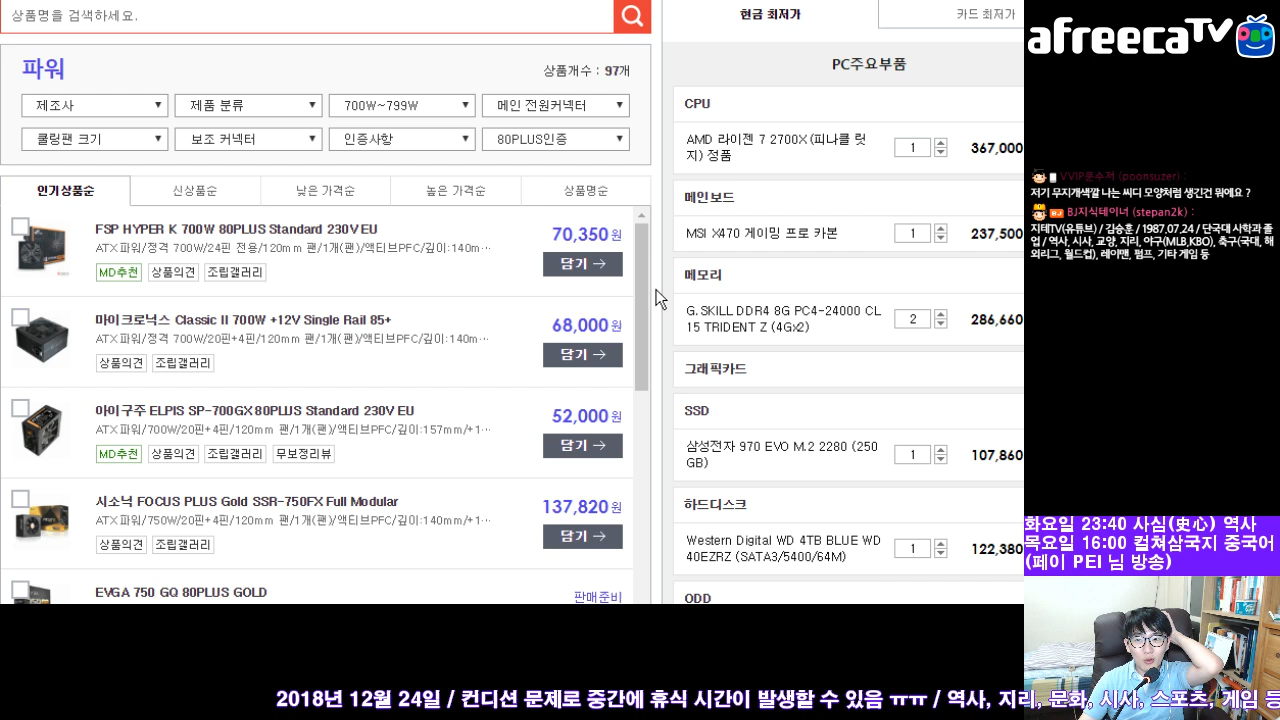 상품명을 검색하세요.
파워
상품개수 : 97개
제조사
제품 분류
700W~799W
메인 전원커넥터
쿨링팬 크기
보조 커넥터
인증사항
80PLUS인증
인기상품순
신상품순
낮은 가격순
높은 가격순
상품명순
FSP HYPER K 700W 80PLUS Standard 230V EU
ATX 파워/정격 700W/24핀 전용/120mm 팬/1개(팬)/액티브PFC/깊이:140m···
70,350원
담기 →
MD추천 상품의견 조립갤러리
마이크로닉스 Classic II 700W +12V Single Rail 85+
ATX 파워/정격 700W/20핀+4핀/120mm 팬/1개(팬)/액티브PFC/깊이:140m···
68,000원
담기 →
상품의견 조립갤러리
아이구주 ELPIS SP-700GX 80PLUS Standard 230V EU
ATX 파워/700W/20핀+4핀/120mm 팬/1개(팬)/액티브PFC/깊이:157mm/+1···
52,000원
담기 →
MD추천 상품의견 조립갤러리 무보정리뷰
시소닉 FOCUS PLUS Gold SSR-750FX Full Modular
ATX 파워/750W/20핀+4핀/120mm 팬/1개(팬)/액티브PFC/깊이:140mm/+1···
137,820원
담기 →
상품의견 조립갤러리
EVGA 750 GQ 80PLUS GOLD
판매준비
현금 최저가
카드 최저가
PC주요부품
CPU
AMD 라이젠 7 2700X (피나클 릿
지) 정품
1
367,000
메인보드
MSI X470 게이밍 프로 카본
1
237,500
메모리
G.SKILL DDR4 8G PC4-24000 CL
15 TRIDENT Z (4Gx2)
2
286,660
그래픽카드
SSD
삼성전자 970 EVO M.2 2280 (250
GB)
1
107,860
하드디스크
Western Digital WD 4TB BLUE WD
40EZRZ (SATA3/5400/64M)
1
122,380
ODD
afreecaTV
VVIP문수저 (poonsuzer) :
저기 무지개색깔 나는 씨디 모양처럼 생긴건 뭐에요 ?
BJ BJ지식테이너 (stepan2k) :
지테TV(유튜브) / 김승훈 / 1987.07.24 / 단국대 사학과 졸
업 / 역사, 시사, 교양, 지리, 야구(MLB,KBO), 축구(국대, 해
외리그, 월드컵), 레이맨, 펌프, 기타 게임 등
화요일 23:40 사심(史心) 역사
목요일 16:00 컬쳐삼국지 중국어
(페이 PEI 님 방송)
2018년 12월 24일 / 컨디션 문제로 중간에 휴식 시간이 발생할 수 있음 ㅠㅠ / 역사, 지리, 문화, 시사, 스포츠, 게임 등